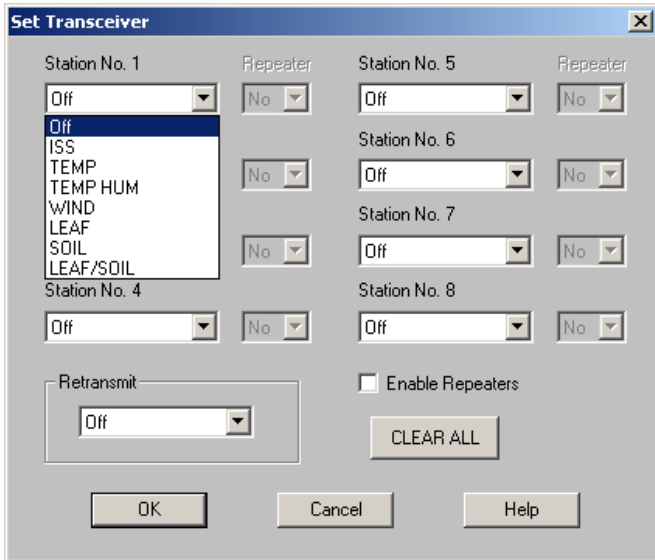 Set Transceiver
Station No. 1 Repeater Station No. 5 Repeater
Off No Off No
Off
ISS
TEMP
TEMP HUM
WIND
LEAF
SOIL
LEAF/SOIL
Station No. 6
No Off No
Station No. 7
No Off No
Station No. 4 Station No. 8
Off No Off No
Retransmit
Off
Enable Repeaters
CLEAR ALL
OK Cancel Help